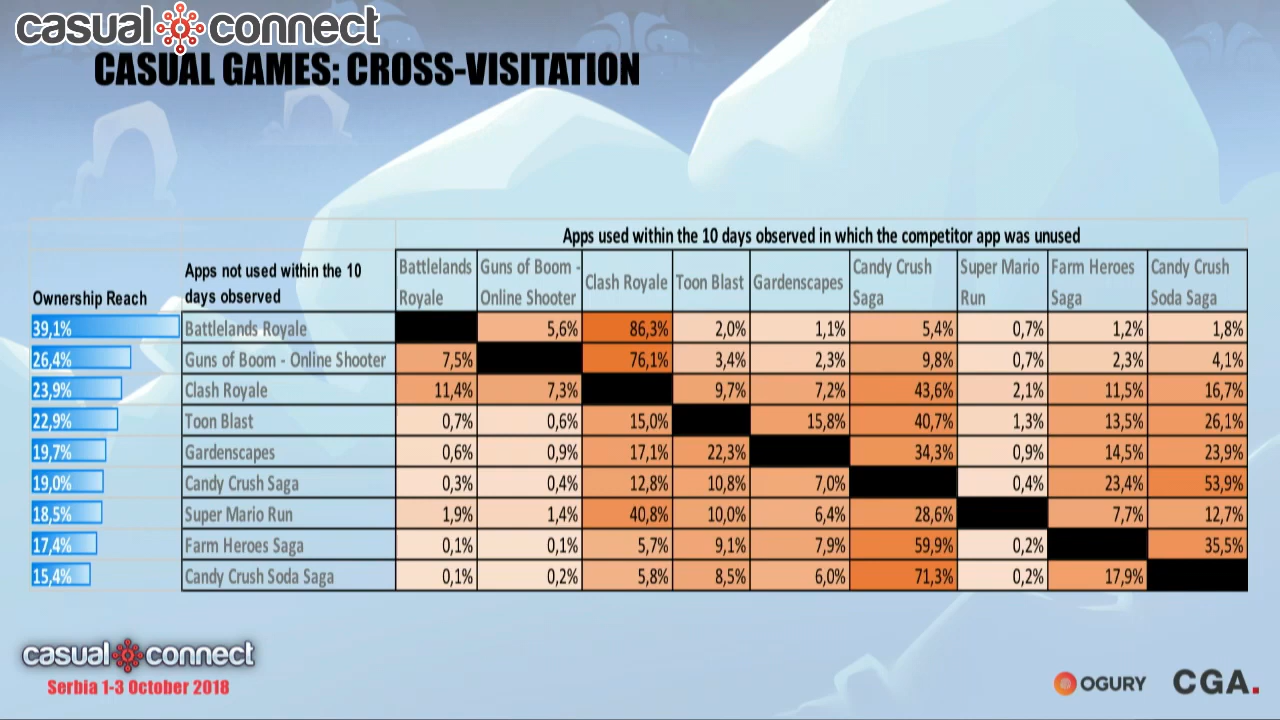 casual connect
CASUAL GAMES: CROSS-VISITATION
Apps used within the 10 days observed in which the competitor app was unused
Ownership Reach
Apps not used within the 10
days observed
Battlelands
Royale
Guns of Boom -
Online Shooter
Clash Royale
Toon Blast
Gardenscapes
Candy Crush
Saga
Super Mario
Run
Farm Heroes
Saga
Candy Crush
Soda Saga
39,1% Battlelands Royale 5,6% 86,3% 2,0% 1,1% 5,4% 0,7% 1,2% 1,8%
26,4% Guns of Boom - Online Shooter 7,5% 76,1% 3,4% 2,3% 9,8% 0,7% 2,3% 4,1%
23,9% Clash Royale 11,4% 7,3% 9,7% 7,2% 43,6% 2,1% 11,5% 16,7%
22,9% Toon Blast 0,7% 0,6% 15,0% 15,8% 40,7% 1,3% 13,5% 26,1%
19,7% Gardenscapes 0,6% 0,9% 17,1% 22,3% 34,3% 0,9% 14,5% 23,9%
19,0% Candy Crush Saga 0,3% 0,4% 12,8% 10,8% 7,0% 0,4% 23,4% 53,9%
18,5% Super Mario Run 1,9% 1,4% 40,8% 10,0% 6,4% 28,6% 7,7% 12,7%
17,4% Farm Heroes Saga 0,1% 0,1% 5,7% 9,1% 7,9% 59,9% 0,2% 35,5%
15,4% Candy Crush Soda Saga 0,1% 0,2% 5,8% 8,5% 6,0% 71,3% 0,2% 17,9%
casual connect
Serbia 1-3 October 2018
OGURY
CGA.